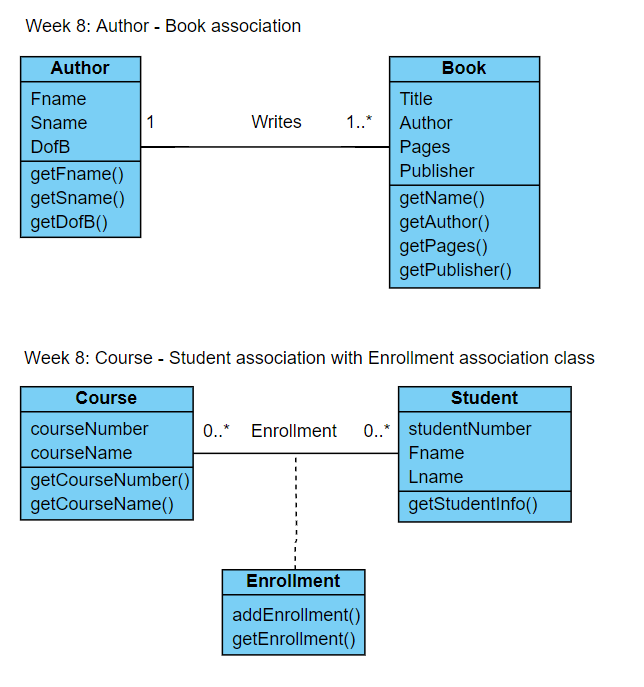 Week 8: Author - Book association
Author
Fname
Sname
DofB
getFname()
getSname()
getDofB()
1
Writes
1..*
Book
Title
Author
Pages
Publisher
getName()
getAuthor()
getPages()
getPublisher()
Week 8: Course - Student association with Enrollment association class
Course
courseNumber
courseName
getCourseNumber()
getCourseName()
0..*
Enrollment
0..*
Student
studentNumber
Fname
Lname
getStudentInfo()
Enrollment
addEnrollment()
getEnrollment()